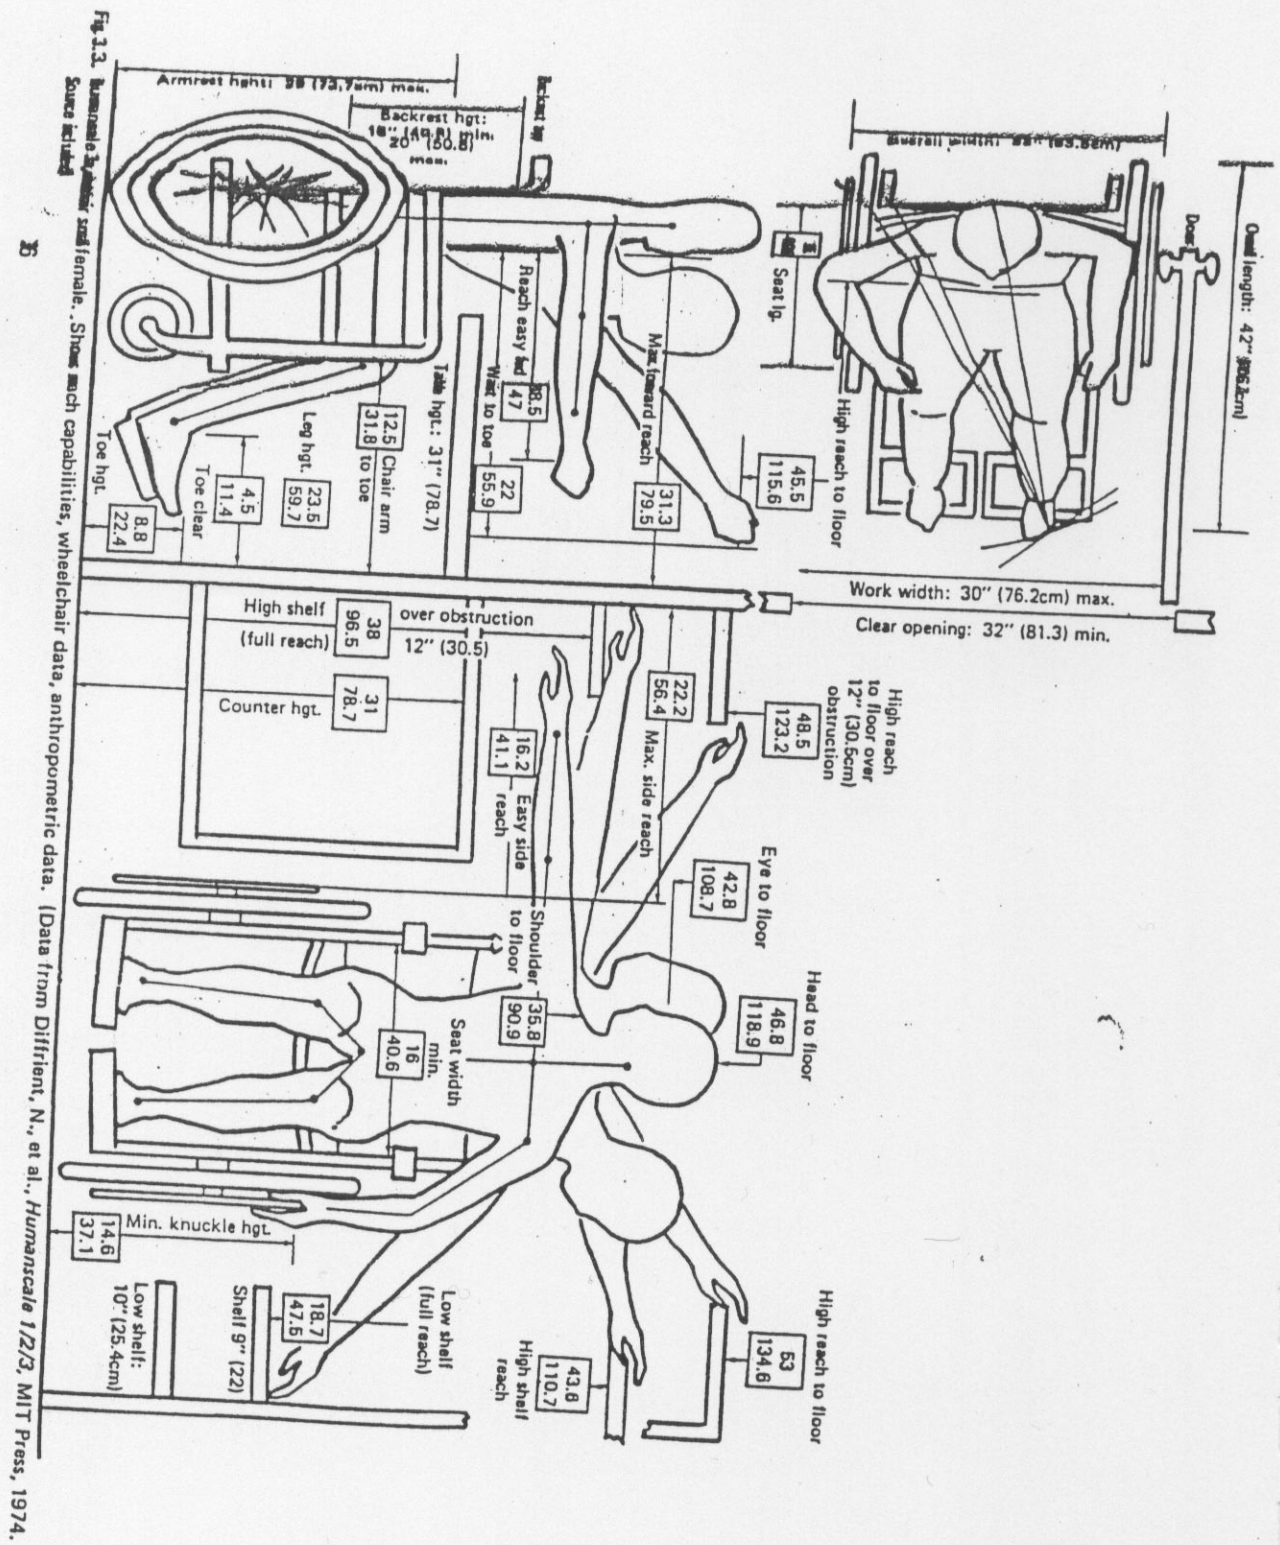 Overall length: 42"
Door
Clear opening: 32" (81.3) min.
Work width: 30" (76.2cm) max.
Seat lg.
High reach to floor
45.5
115.6
Max. forward reach
31.3
79.5
Reach easy fwd
47
Waist to toe
22
55.9
Backrest hgt:
20" (50.8)
max.
Armrest hght:
Table hgt.: 31" (78.7)
12.5 Chair arm
31.8 to toe
Leg hgt.
23.5
59.7
Toe clear
4.5
11.4
Toe hgt.
8.8
22.4
High reach
to floor over
12" (30.5cm)
obstruction
48.5
123.2
22.2
56.4
Max. side reach
High shelf
(full reach)
38
96.5
over obstruction
12" (30.5)
Counter hgt.
31
78.7
16.2
41.1
Easy side
reach
Eye to floor
42.8
108.7
Head to floor
46.8
118.9
Shoulder
to floor
35.8
90.9
Seat width
min.
16
40.6
High reach to floor
53
134.6
High shelf
reach
43.6
110.7
Low shelf
(full reach)
18.7
47.5
Min. knuckle hgt.
14.6
37.1
Shelf 9" (22)
Low shelf:
10" (25.4cm)
Fig. 3.3. female. Shows such capabilities, wheelchair data, anthropometric data. (Data from Diffrient, N., et al., Humanscale 1/2/3, MIT Press, 1974.
Source included